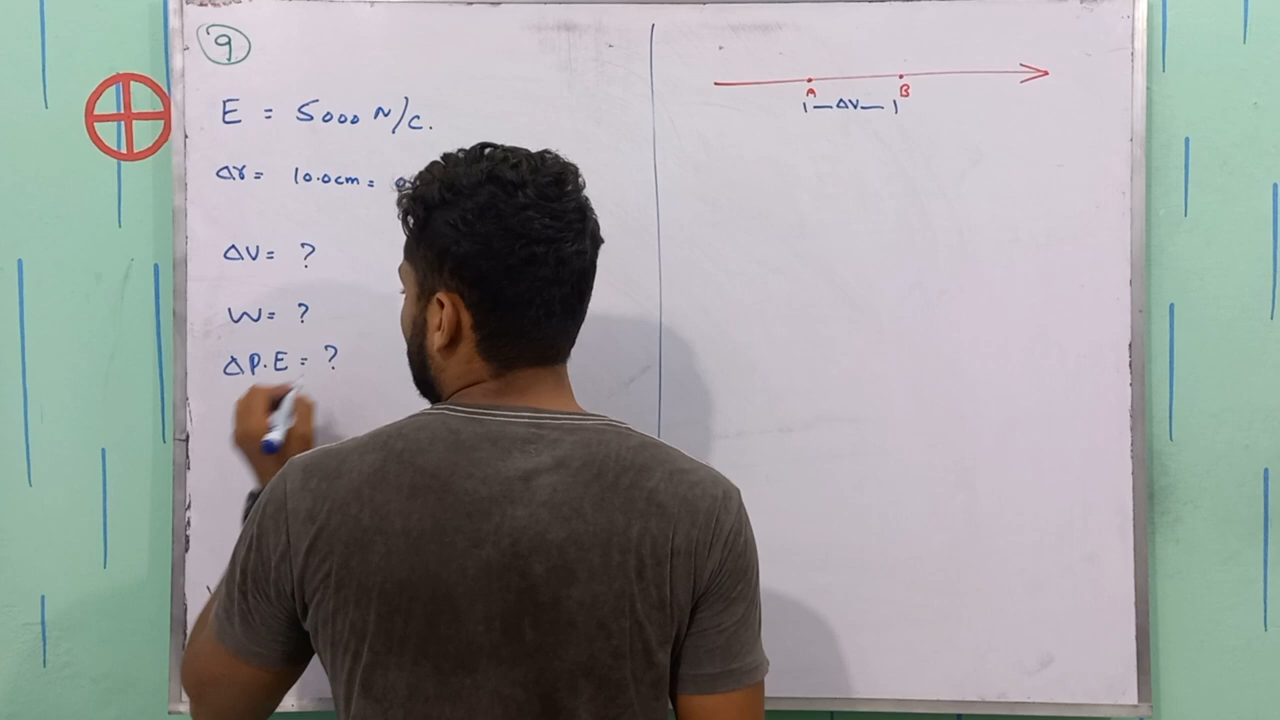 9
E = 5000 N/C.
Δr = 10.0cm =
ΔV = ?
W = ?
ΔP.E = ?
A B
|—ΔV—|